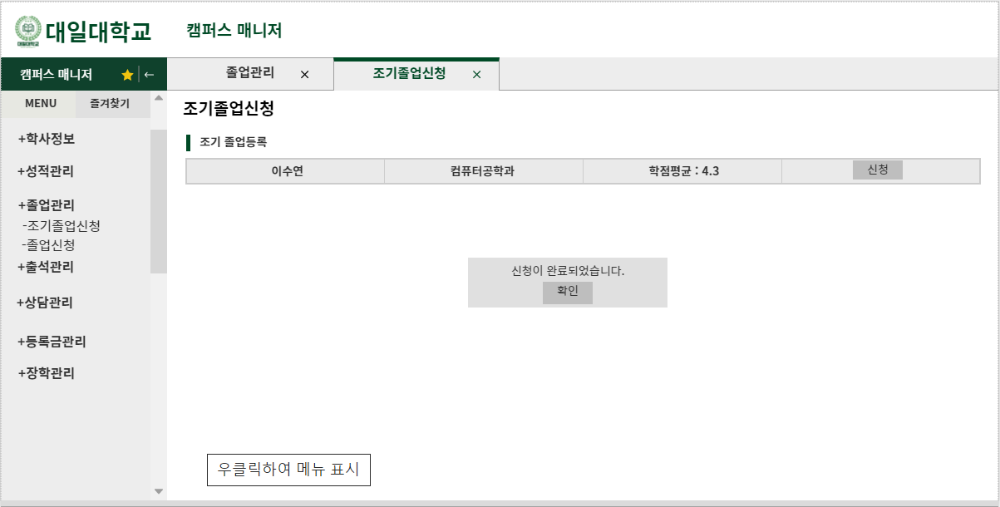 대일대학교
대일대학교
캠퍼스 매니저
캠퍼스 매니저
졸업관리
조기졸업신청
MENU
즐겨찾기
+학사정보
+성적관리
+졸업관리
-조기졸업신청
-졸업신청
+출석관리
+상담관리
+등록금관리
+장학관리
조기졸업신청
조기 졸업등록
이수연
컴퓨터공학과
학점평균 : 4.3
신청
신청이 완료되었습니다.
확인
우클릭하여 메뉴 표시